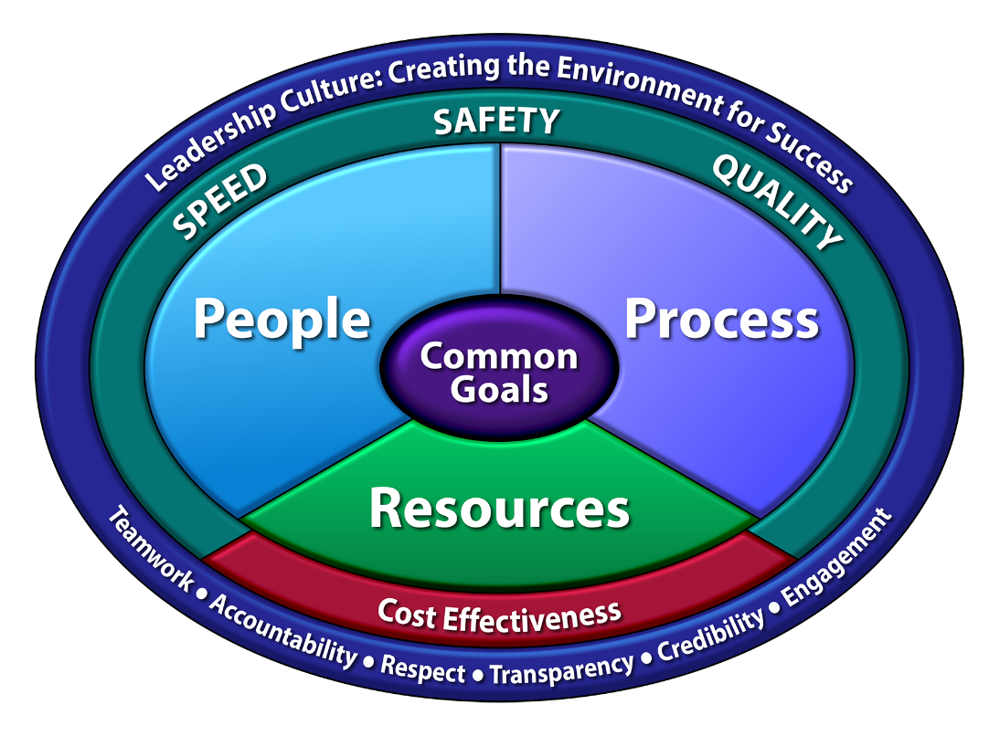 Leadership Culture: Creating the Environment for Success
SAFETY
SPEED
QUALITY
People
Process
Common
Goals
Resources
Cost Effectiveness
Teamwork • Accountability • Respect • Transparency • Credibility • Engagement